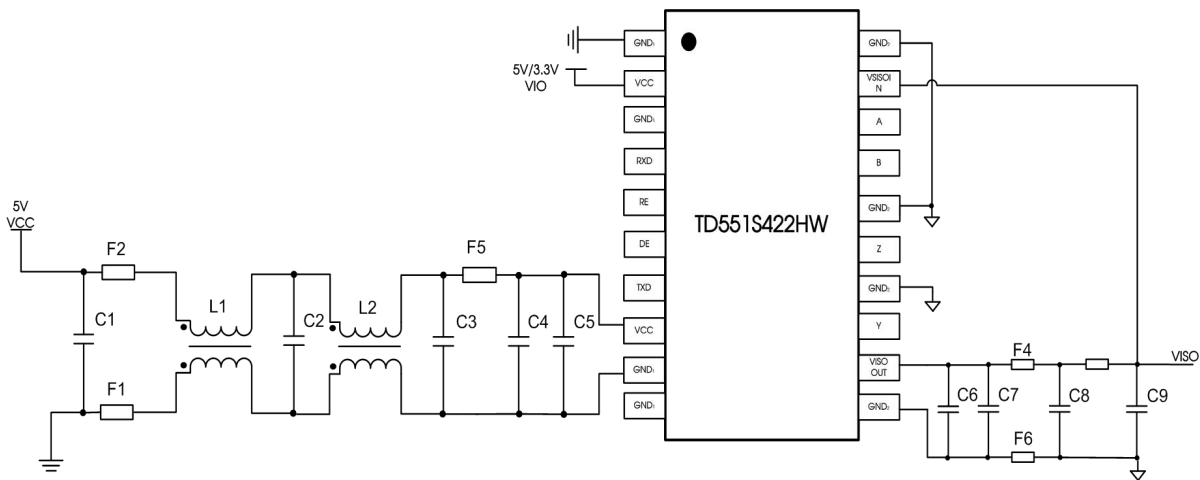 GND₁
GND₂
5V/3.3V
VIO
VCC
VSISOI
N
GND₁
A
RXD
B
RE
GND₂
TD551S422HW
5V
VCC
DE
Z
F2
F5
TXD
GND₂
L1
L2
C1
C2
C3
C4
C5
VCC
Y
F1
GND₁
VISO
OUT
F4
VISO
GND₁
GND₂
C6
C7
C8
C9
F6